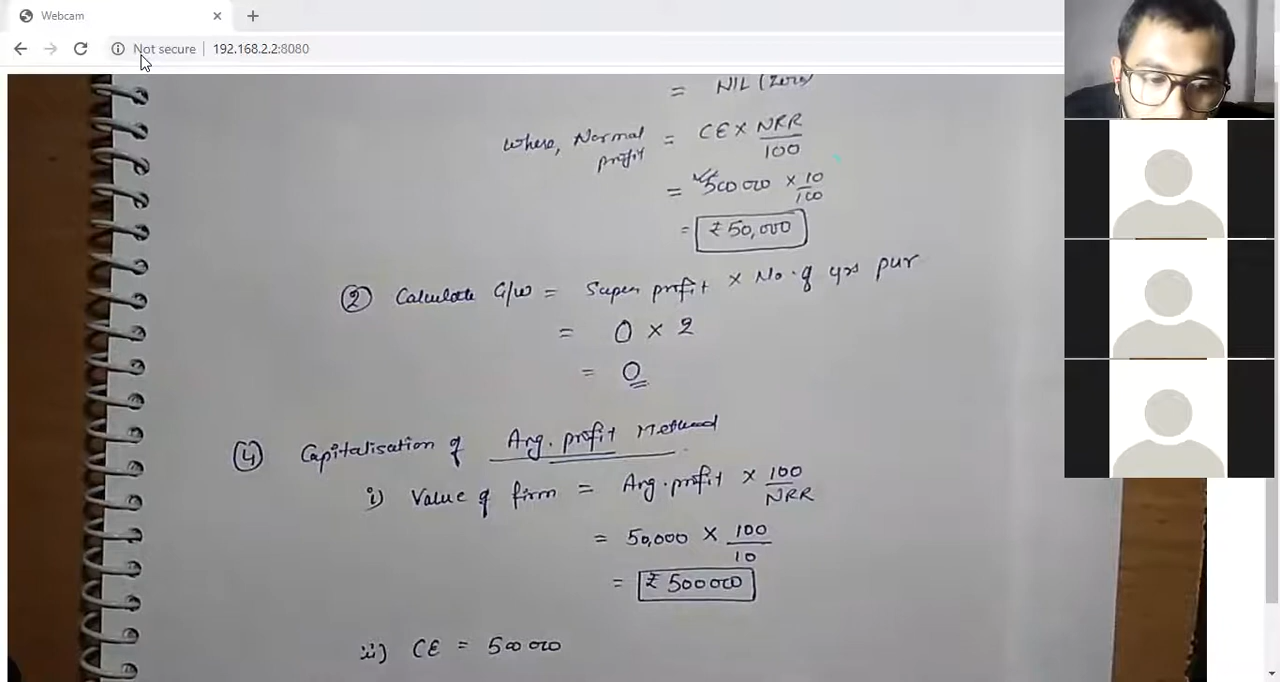 Webcam
Not secure 192.168.2.2:8080
= NIL (Zero)
Where, Normal profit = CE × NRR/100
= 500000 × 10/100
= ₹50,000
② Calculate G/W = Super profit × No. of yrs pur
= 0 × 2
= 0
④ Capitalisation of Avg. profit Method
i) Value of firm = Avg. profit × 100/NRR
= 50,000 × 100/10
= ₹ 500000
ii) CE = 500000